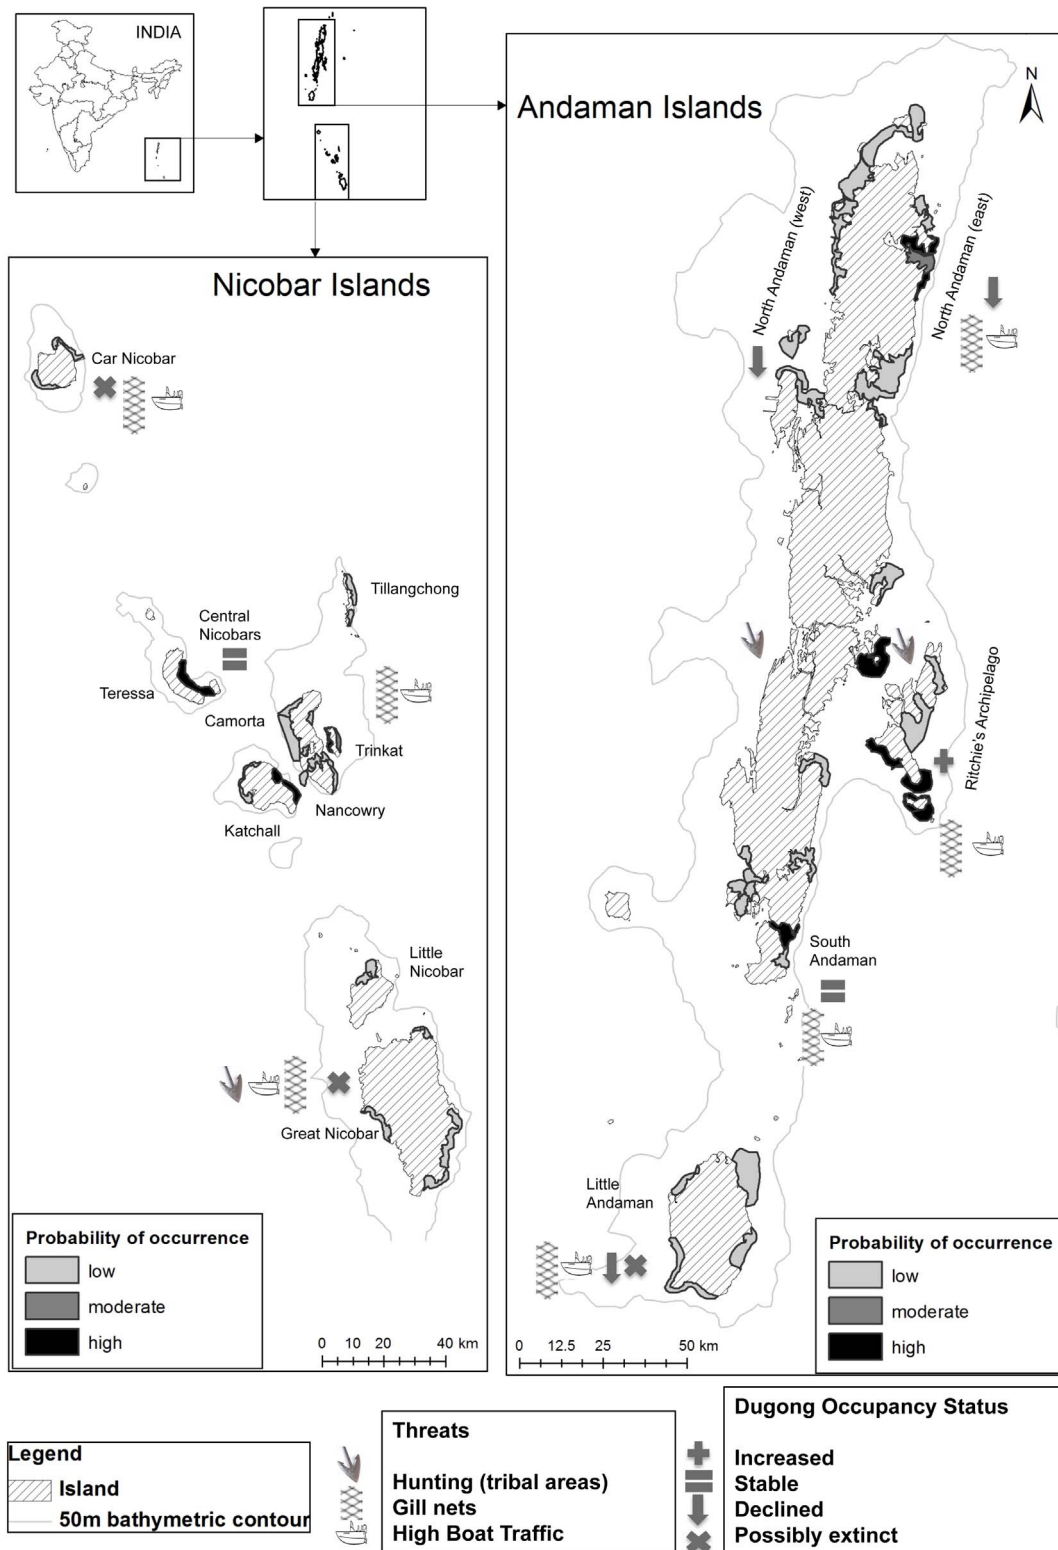 INDIA
Andaman Islands
N
North Andaman (west)
North Andaman (east)
Ritchie's Archipelago
South
Andaman
Little
Andaman
Probability of occurrence
low
moderate
high
0 12.5 25 50 km
Nicobar Islands
Car Nicobar
Tillangchong
Central
Nicobars
Teressa
Camorta
Trinkat
Nancowry
Katchall
Little
Nicobar
Great Nicobar
Probability of occurrence
low
moderate
high
0 10 20 40 km
Legend
Island
50m bathymetric contour
Threats
Hunting (tribal areas)
Gill nets
High Boat Traffic
Dugong Occupancy Status
Increased
Stable
Declined
Possibly extinct